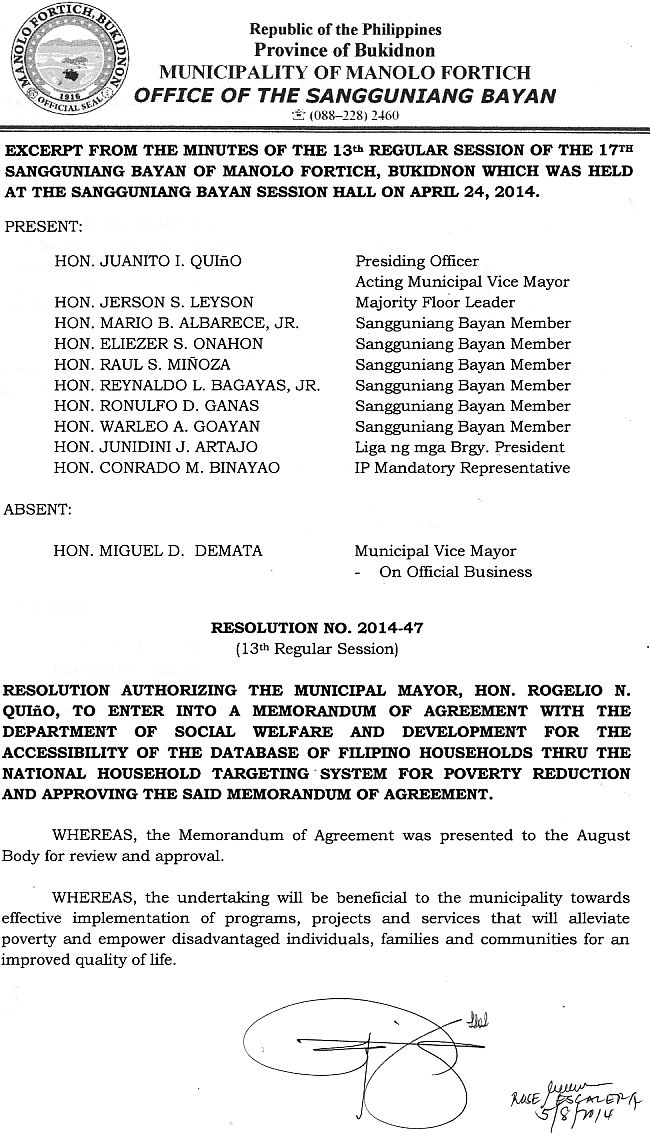 MANOLO FORTICH, BUKIDNON
1916
OFFICIAL SEAL
Republic of the Philippines
Province of Bukidnon
MUNICIPALITY OF MANOLO FORTICH
OFFICE OF THE SANGGUNIANG BAYAN
☏ (088–228) 2460
EXCERPT FROM THE MINUTES OF THE 13th REGULAR SESSION OF THE 17TH
SANGGUNIANG BAYAN OF MANOLO FORTICH, BUKIDNON WHICH WAS HELD
AT THE SANGGUNIANG BAYAN SESSION HALL ON APRIL 24, 2014.
PRESENT:
HON. JUANITO I. QUIñO Presiding Officer
Acting Municipal Vice Mayor
HON. JERSON S. LEYSON Majority Floor Leader
HON. MARIO B. ALBARECE, JR. Sangguniang Bayan Member
HON. ELIEZER S. ONAHON Sangguniang Bayan Member
HON. RAUL S. MIÑOZA Sangguniang Bayan Member
HON. REYNALDO L. BAGAYAS, JR. Sangguniang Bayan Member
HON. RONULFO D. GANAS Sangguniang Bayan Member
HON. WARLEO A. GOAYAN Sangguniang Bayan Member
HON. JUNIDINI J. ARTAJO Liga ng mga Brgy. President
HON. CONRADO M. BINAYAO IP Mandatory Representative
ABSENT:
HON. MIGUEL D. DEMATA Municipal Vice Mayor
- On Official Business
RESOLUTION NO. 2014-47
(13th Regular Session)
RESOLUTION AUTHORIZING THE MUNICIPAL MAYOR, HON. ROGELIO N.
QUIñO, TO ENTER INTO A MEMORANDUM OF AGREEMENT WITH THE
DEPARTMENT OF SOCIAL WELFARE AND DEVELOPMENT FOR THE
ACCESSIBILITY OF THE DATABASE OF FILIPINO HOUSEHOLDS THRU THE
NATIONAL HOUSEHOLD TARGETING SYSTEM FOR POVERTY REDUCTION
AND APPROVING THE SAID MEMORANDUM OF AGREEMENT.
WHEREAS, the Memorandum of Agreement was presented to the August
Body for review and approval.
WHEREAS, the undertaking will be beneficial to the municipality towards
effective implementation of programs, projects and services that will alleviate
poverty and empower disadvantaged individuals, families and communities for an
improved quality of life.
ROSE ESCALERA
5/8/2014